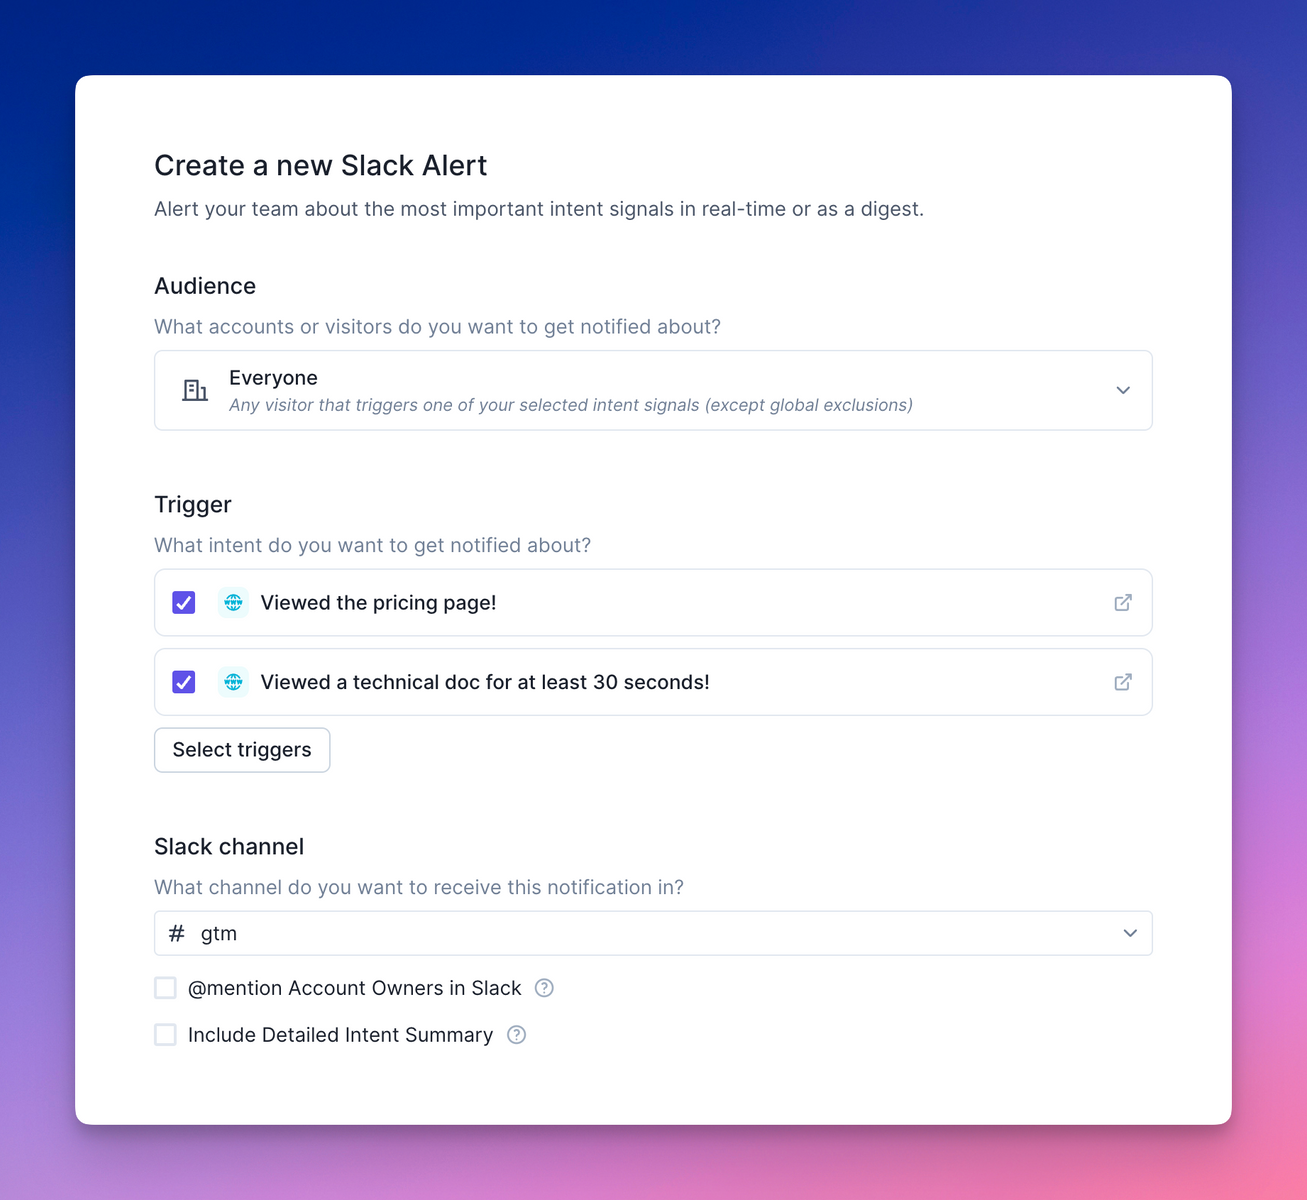 Create a new Slack Alert
Alert your team about the most important intent signals in real-time or as a digest.
Audience
What accounts or visitors do you want to get notified about?
Everyone
Any visitor that triggers one of your selected intent signals (except global exclusions)
Trigger
What intent do you want to get notified about?
Viewed the pricing page!
Viewed a technical doc for at least 30 seconds!
Select triggers
Slack channel
What channel do you want to receive this notification in?
# gtm
@mention Account Owners in Slack ?
Include Detailed Intent Summary ?